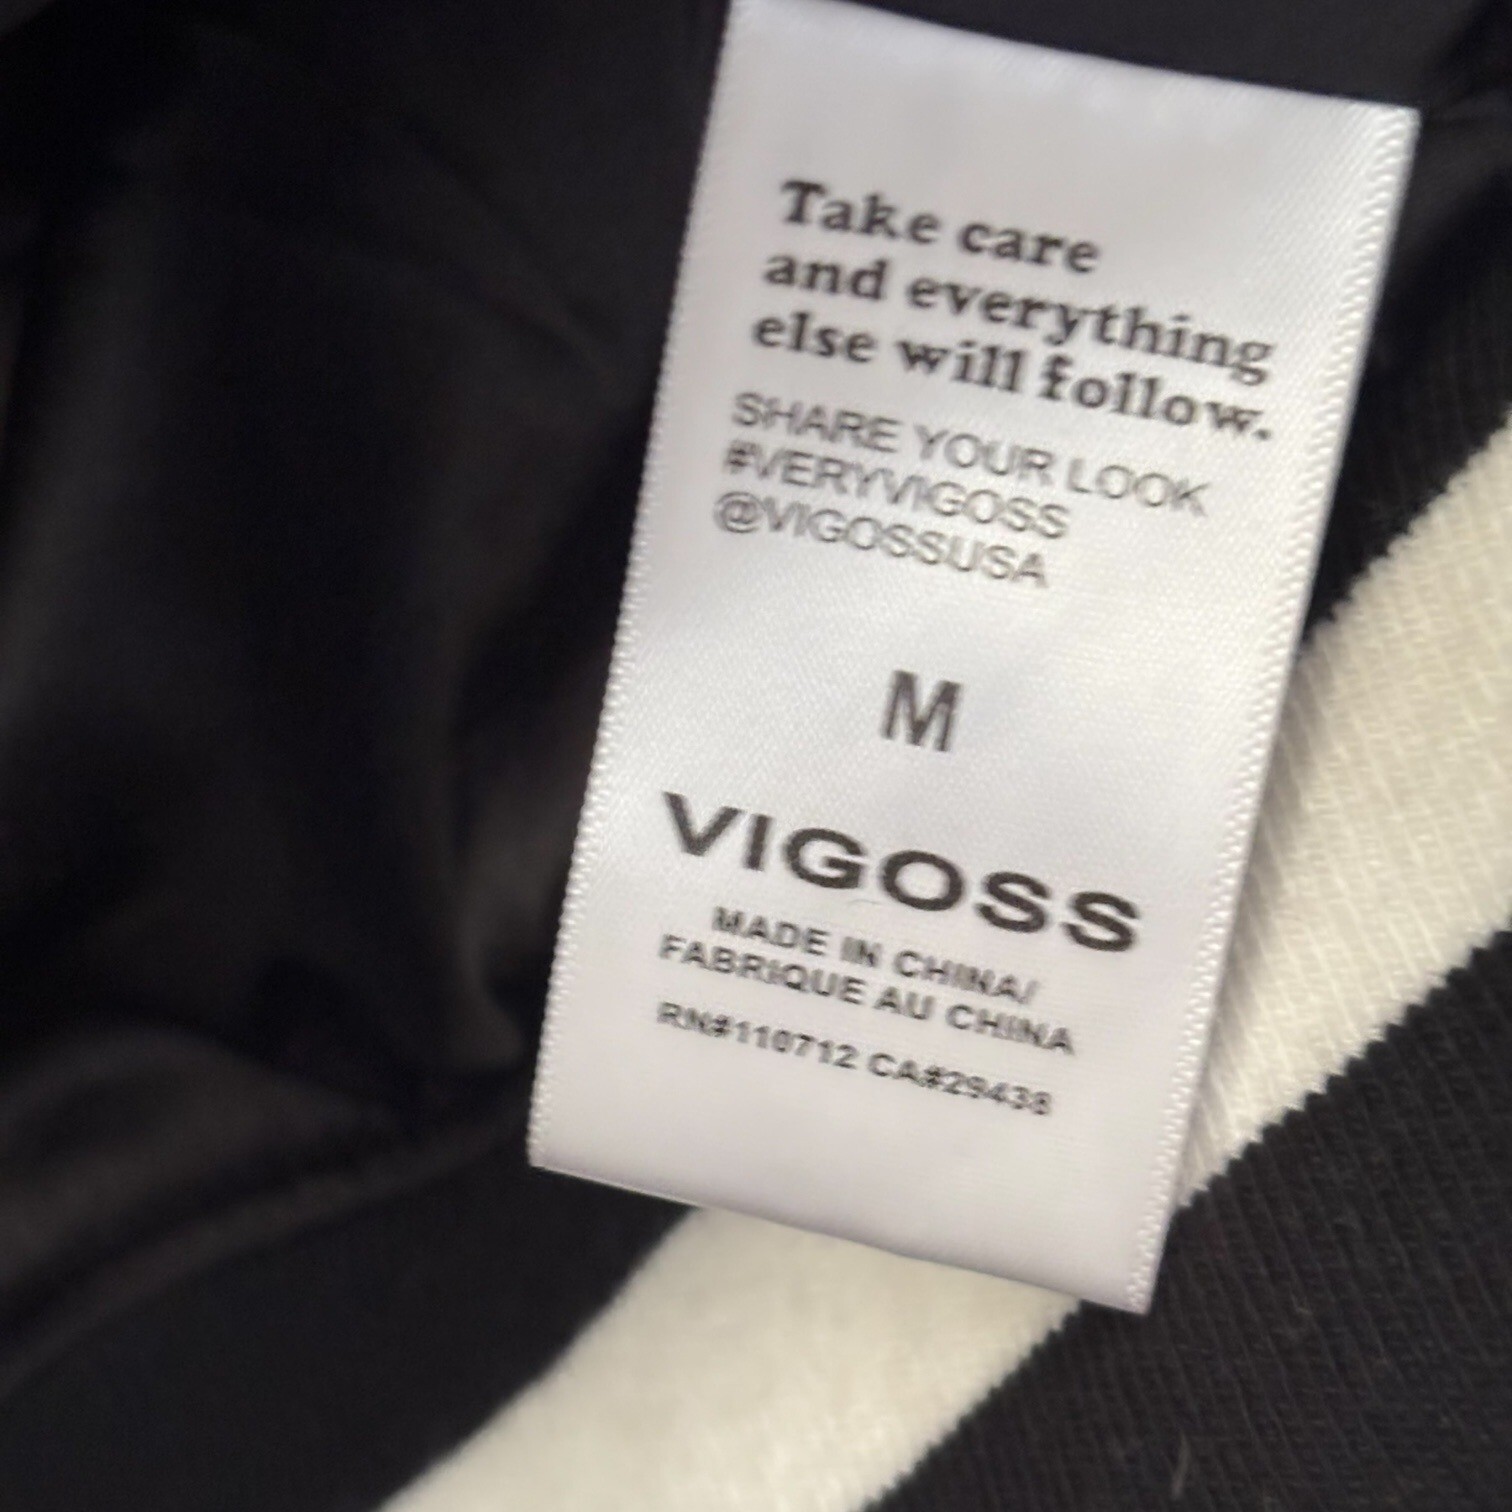 Take care
and everything
else will follow.
SHARE YOUR LOOK
#VERYVIGOSS
@VIGOSSUSA
M
VIGOSS
MADE IN CHINA/
FABRIQUE AU CHINA
RN#110712 CA#29438